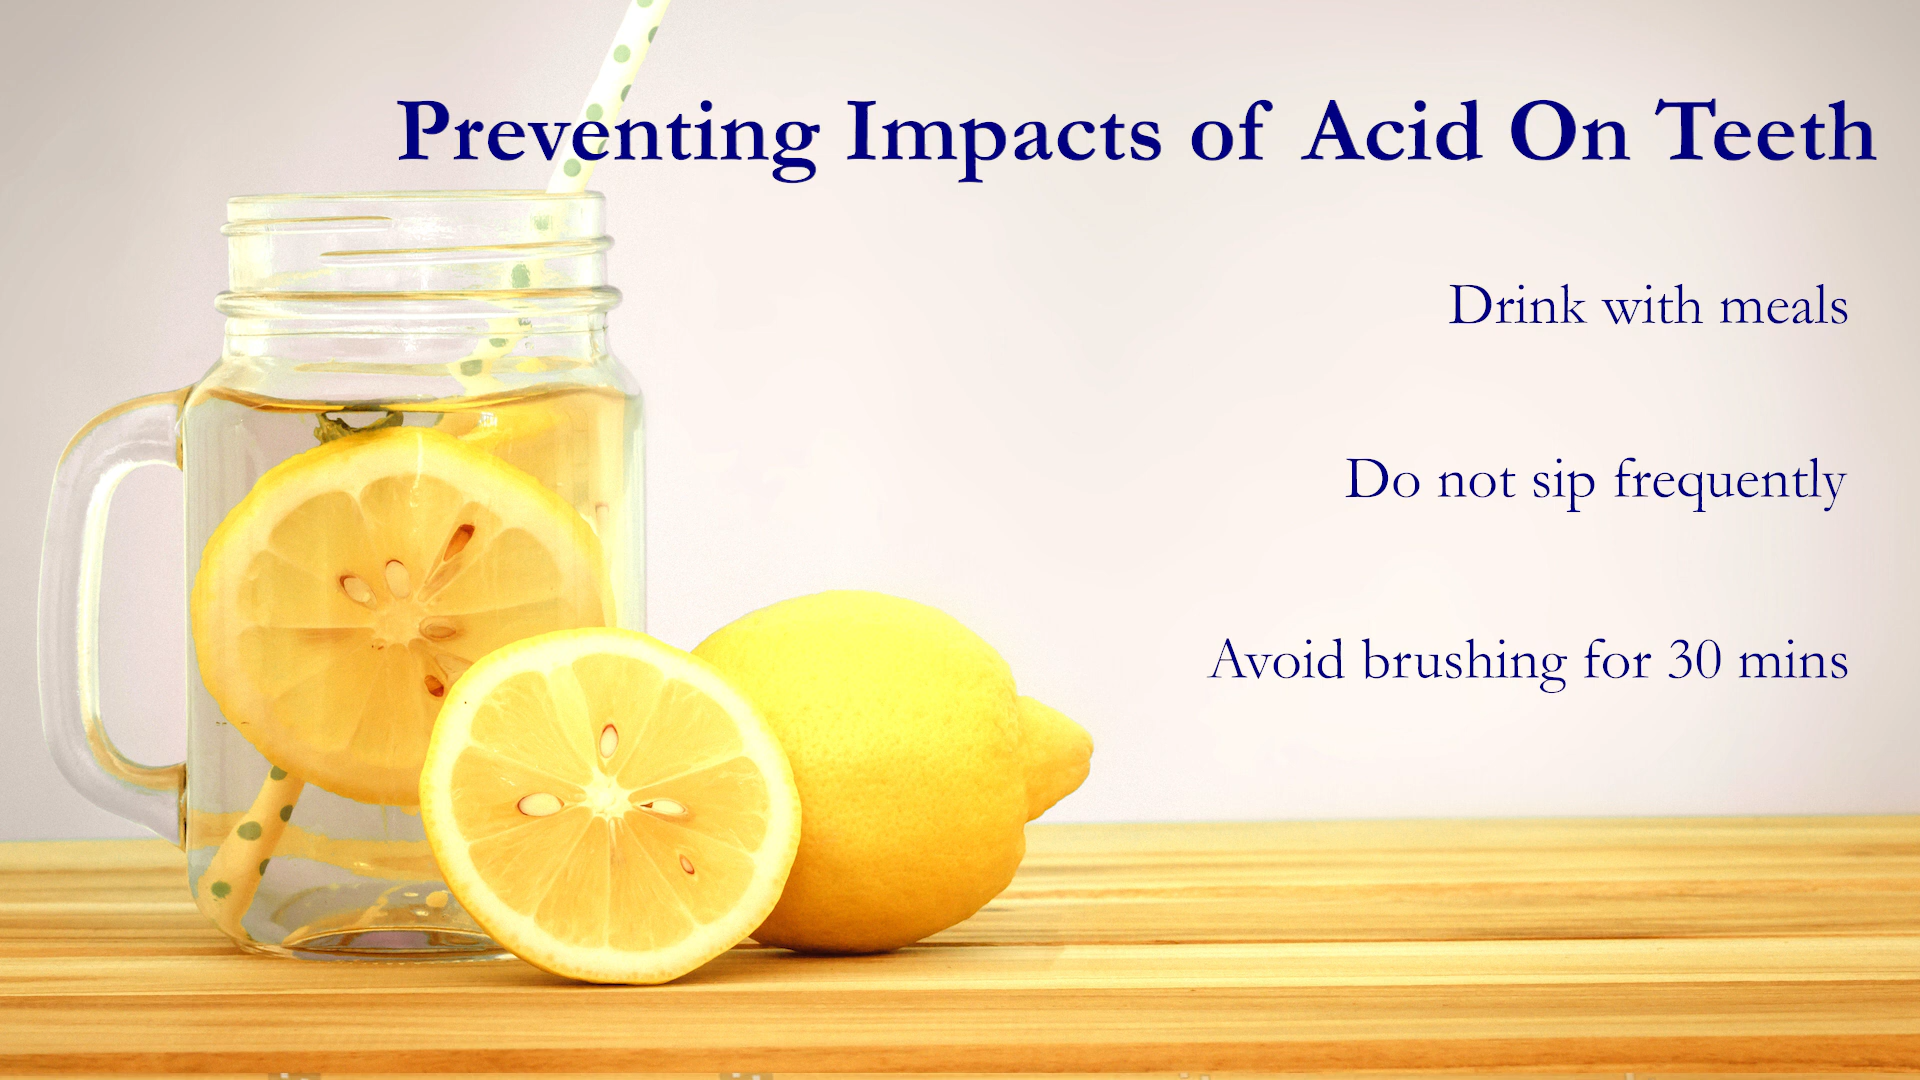 Preventing Impacts of Acid On Teeth
Drink with meals
Do not sip frequently
Avoid brushing for 30 mins